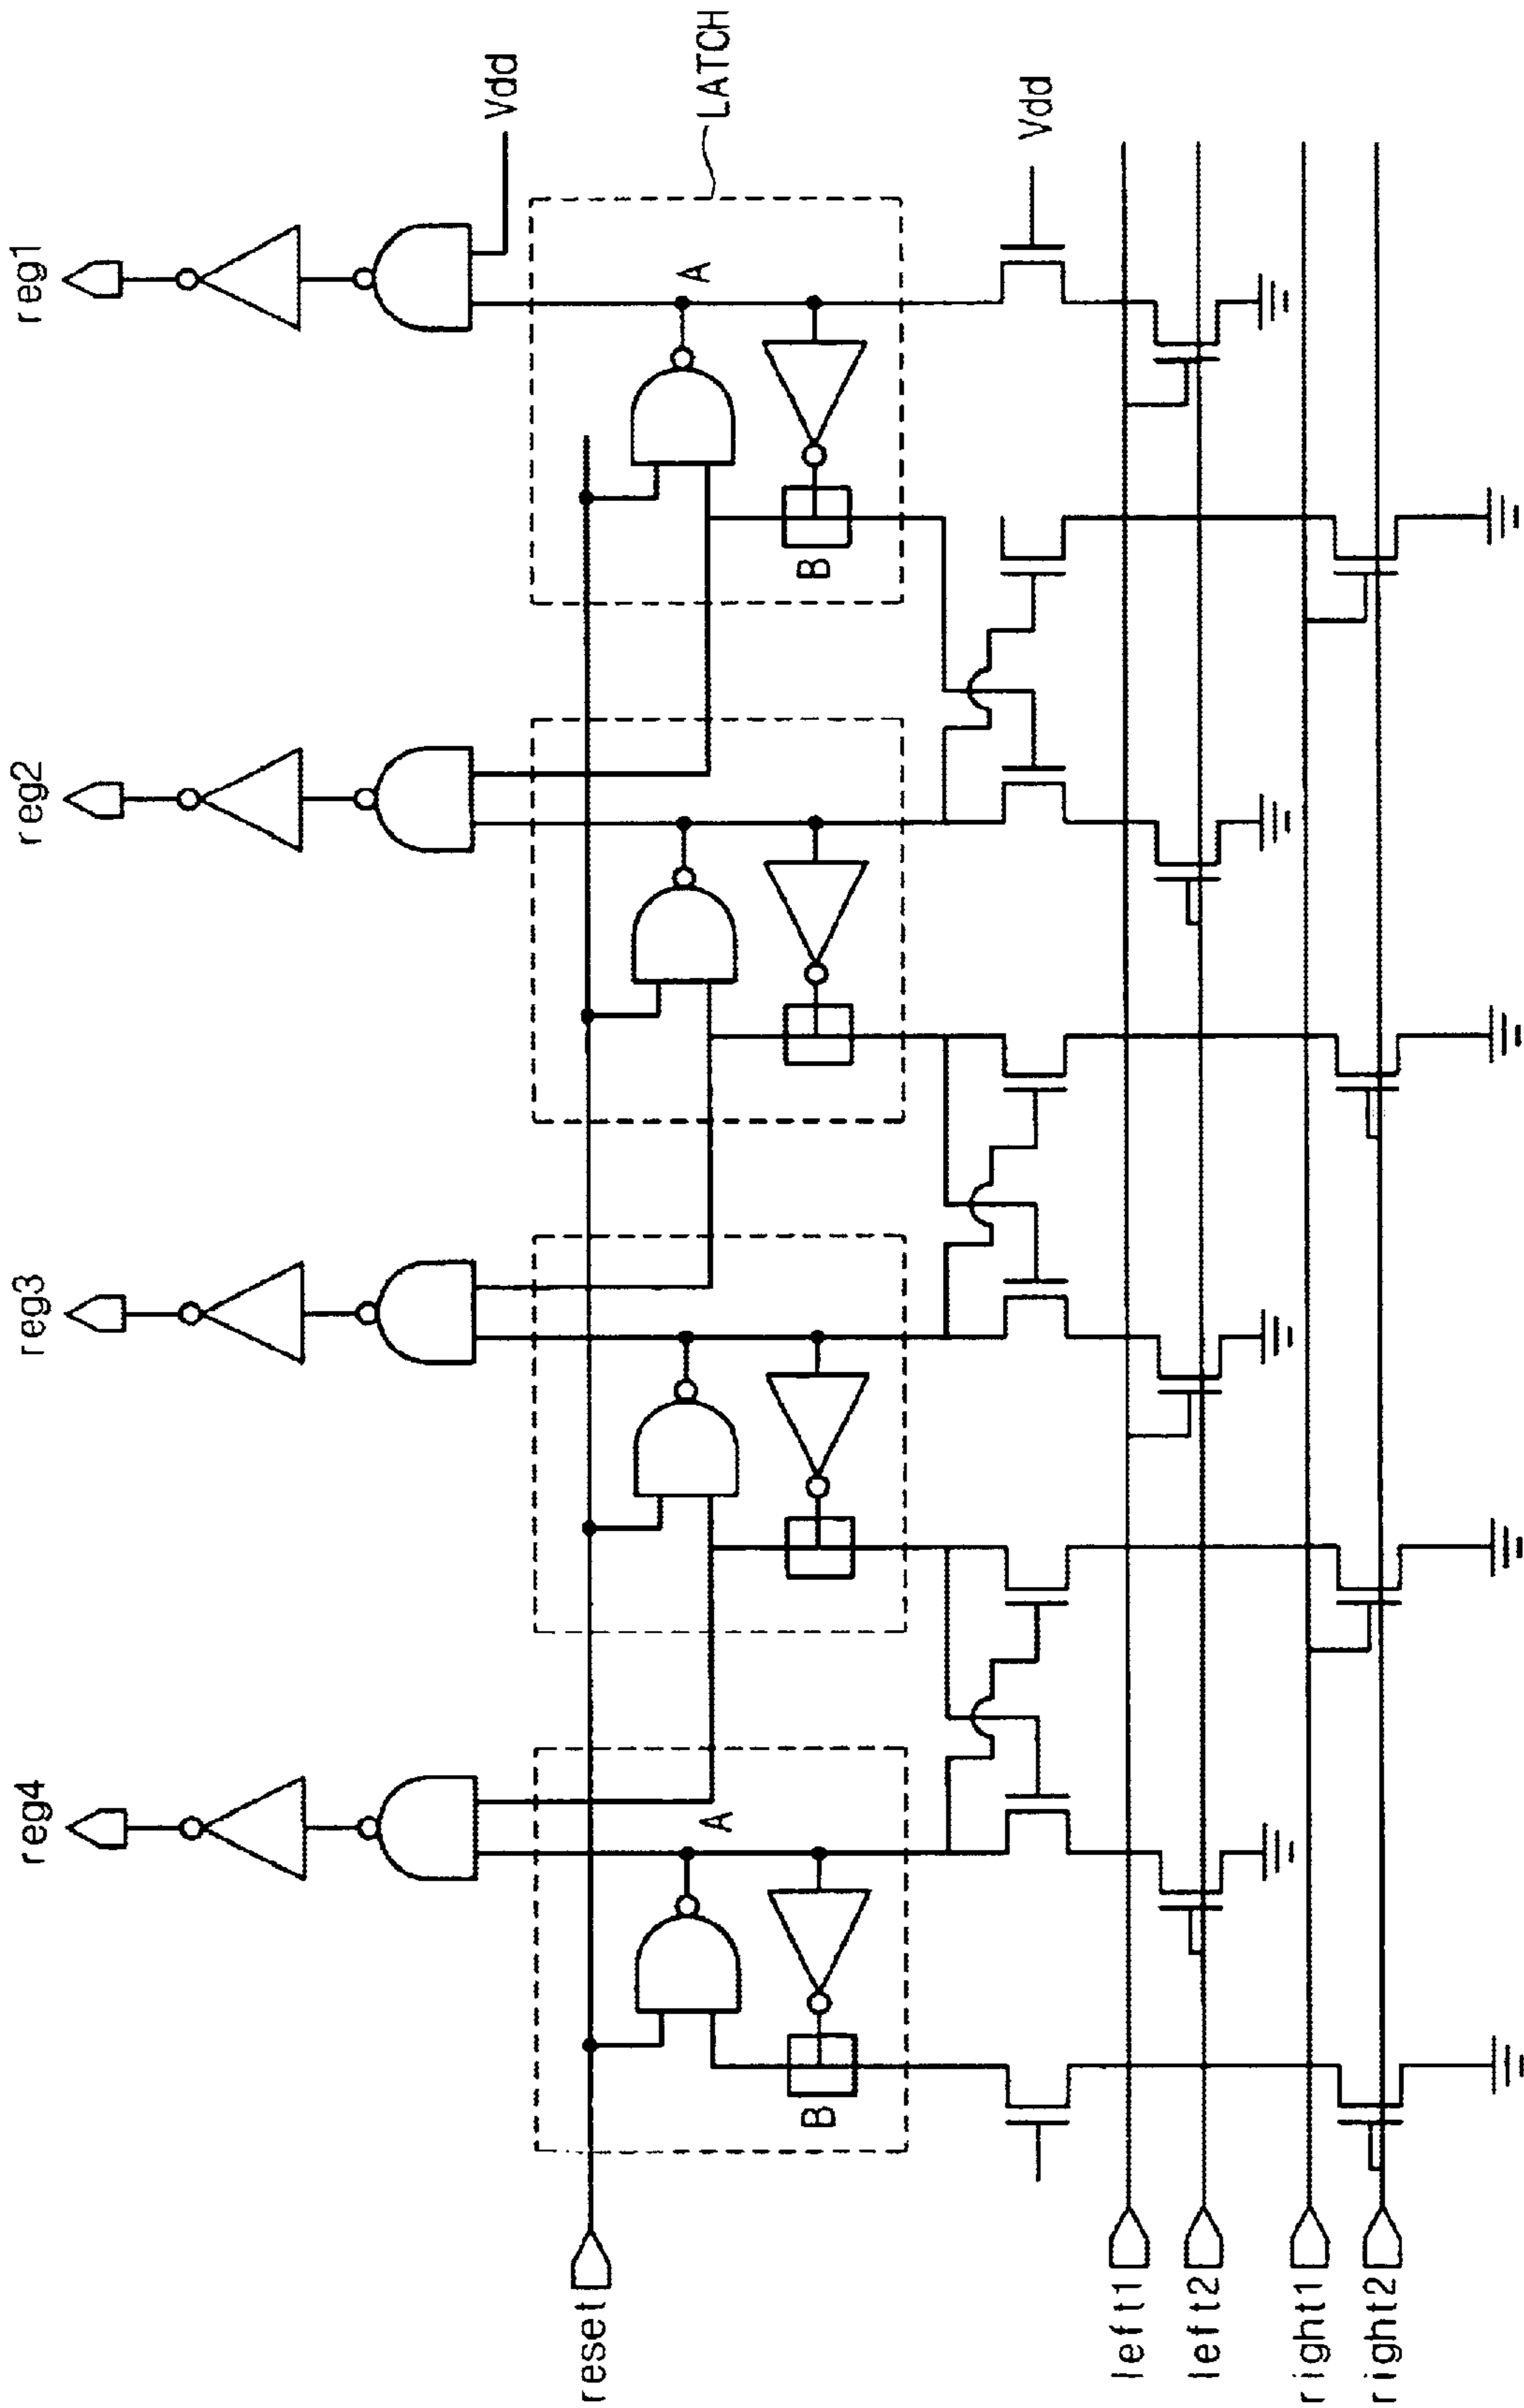 reg4
reg3
reg2
reg1
Vdd
LATCH
A
A
B
B
Vdd
reset
left1
left2
right1
right2